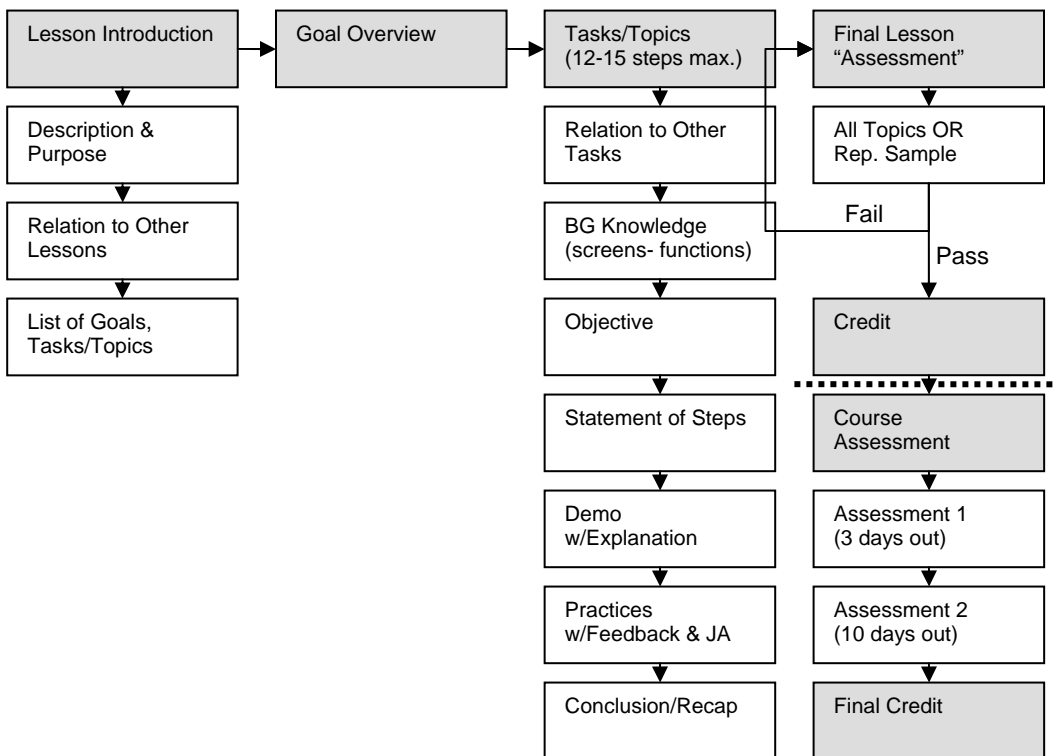 Lesson Introduction
Description &
Purpose
Relation to Other
Lessons
List of Goals,
Tasks/Topics
Goal Overview
Tasks/Topics
(12-15 steps max.)
Relation to Other
Tasks
BG Knowledge
(screens- functions)
Objective
Statement of Steps
Demo
w/Explanation
Practices
w/Feedback & JA
Conclusion/Recap
Final Lesson
“Assessment”
All Topics OR
Rep. Sample
Fail
Pass
Credit
Course
Assessment
Assessment 1
(3 days out)
Assessment 2
(10 days out)
Final Credit